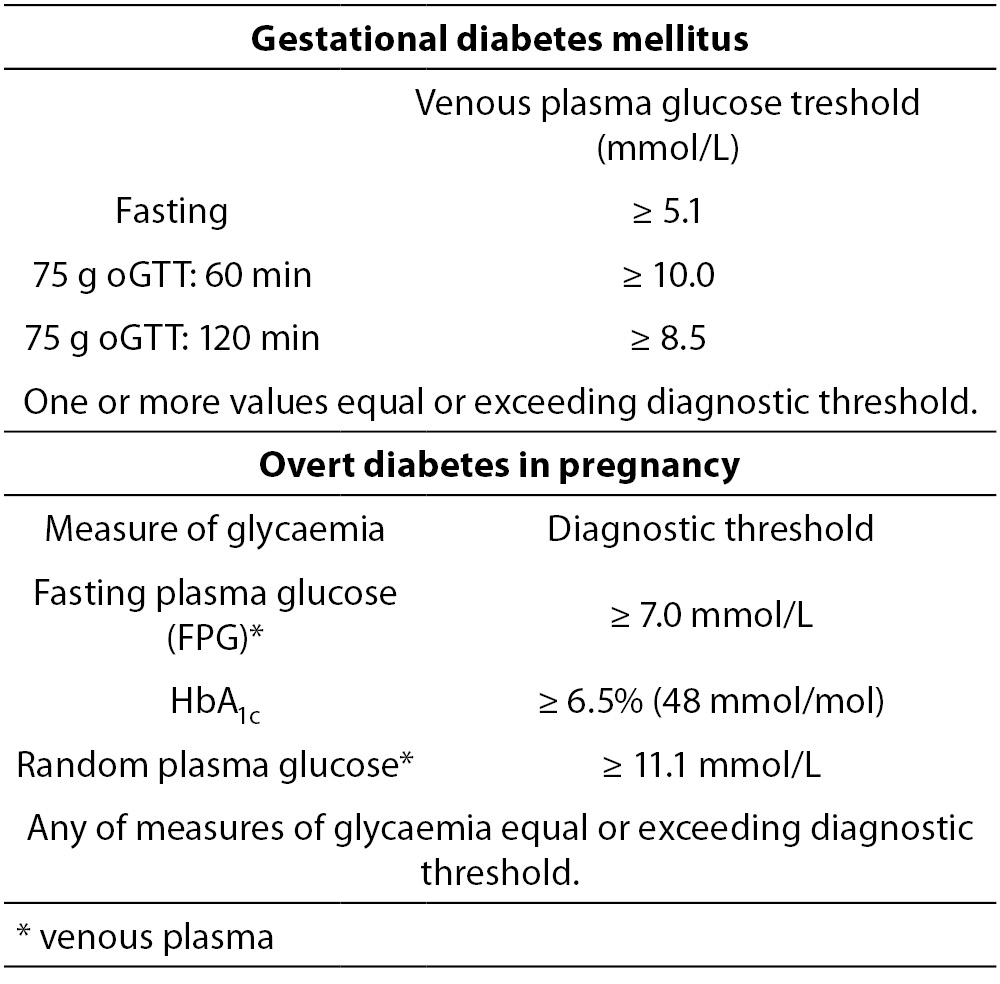 Gestational diabetes mellitus
Venous plasma glucose treshold
(mmol/L)
Fasting ≥ 5.1
75 g oGTT: 60 min ≥ 10.0
75 g oGTT: 120 min ≥ 8.5
One or more values equal or exceeding diagnostic threshold.
Overt diabetes in pregnancy
Measure of glycaemia Diagnostic threshold
Fasting plasma glucose
(FPG)* ≥ 7.0 mmol/L
HbA1c ≥ 6.5% (48 mmol/mol)
Random plasma glucose* ≥ 11.1 mmol/L
Any of measures of glycaemia equal or exceeding diagnostic
threshold.
* venous plasma